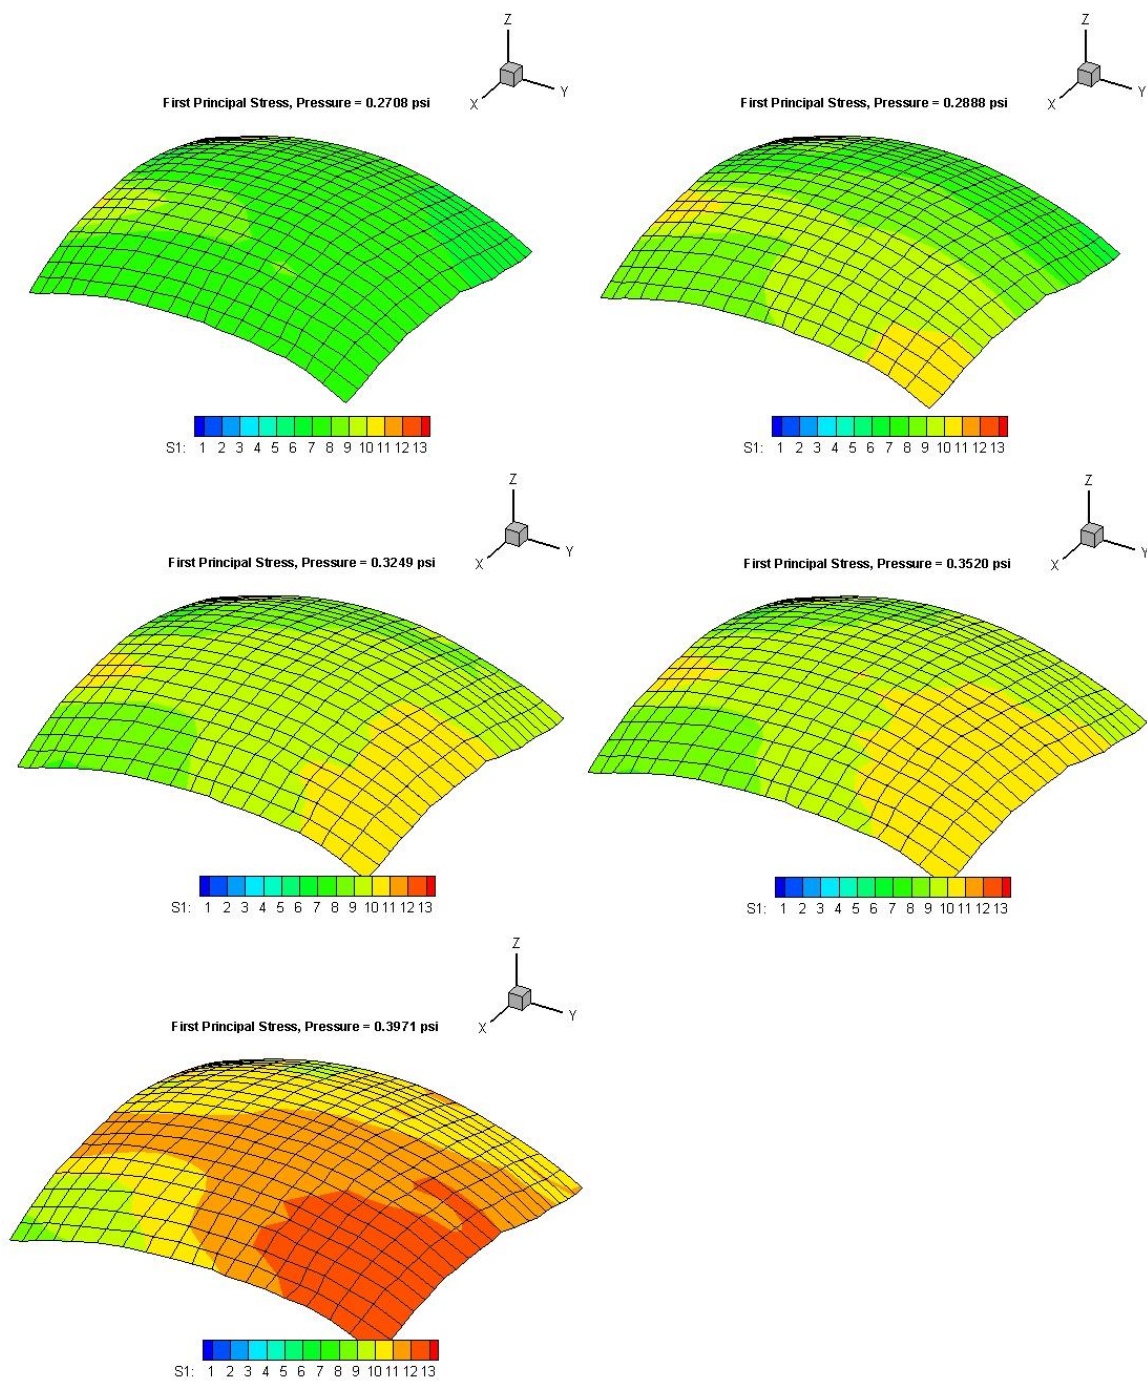 Z
Y
X
First Principal Stress, Pressure = 0.2708 psi
S1: 1 2 3 4 5 6 7 8 9 10 11 12 13
Z
Y
X
First Principal Stress, Pressure = 0.2888 psi
S1: 1 2 3 4 5 6 7 8 9 10 11 12 13
Z
Y
X
First Principal Stress, Pressure = 0.3249 psi
S1: 1 2 3 4 5 6 7 8 9 10 11 12 13
Z
Y
X
First Principal Stress, Pressure = 0.3520 psi
S1: 1 2 3 4 5 6 7 8 9 10 11 12 13
Z
Y
X
First Principal Stress, Pressure = 0.3971 psi
S1: 1 2 3 4 5 6 7 8 9 10 11 12 13